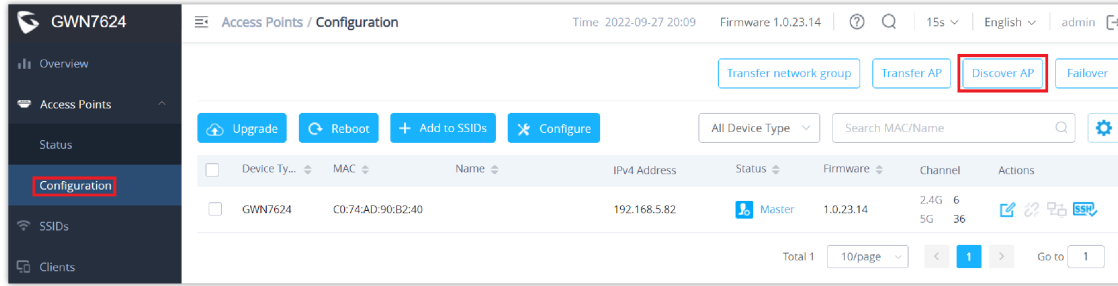 GWN7624
Access Points / Configuration
Time 2022-09-27 20:09
Firmware 1.0.23.14
15s
English
admin
Overview
Access Points
Status
Configuration
SSIDs
Clients
Transfer network group
Transfer AP
Discover AP
Failover
Upgrade
Reboot
Add to SSIDs
Configure
All Device Type
Search MAC/Name
Device Ty... MAC Name IPv4 Address Status Firmware Channel Actions
GWN7624 C0:74:AD:90:B2:40 192.168.5.82 Master 1.0.23.14 2.4G 6
5G 36
SSH
Total 1 10/page < 1 > Go to 1